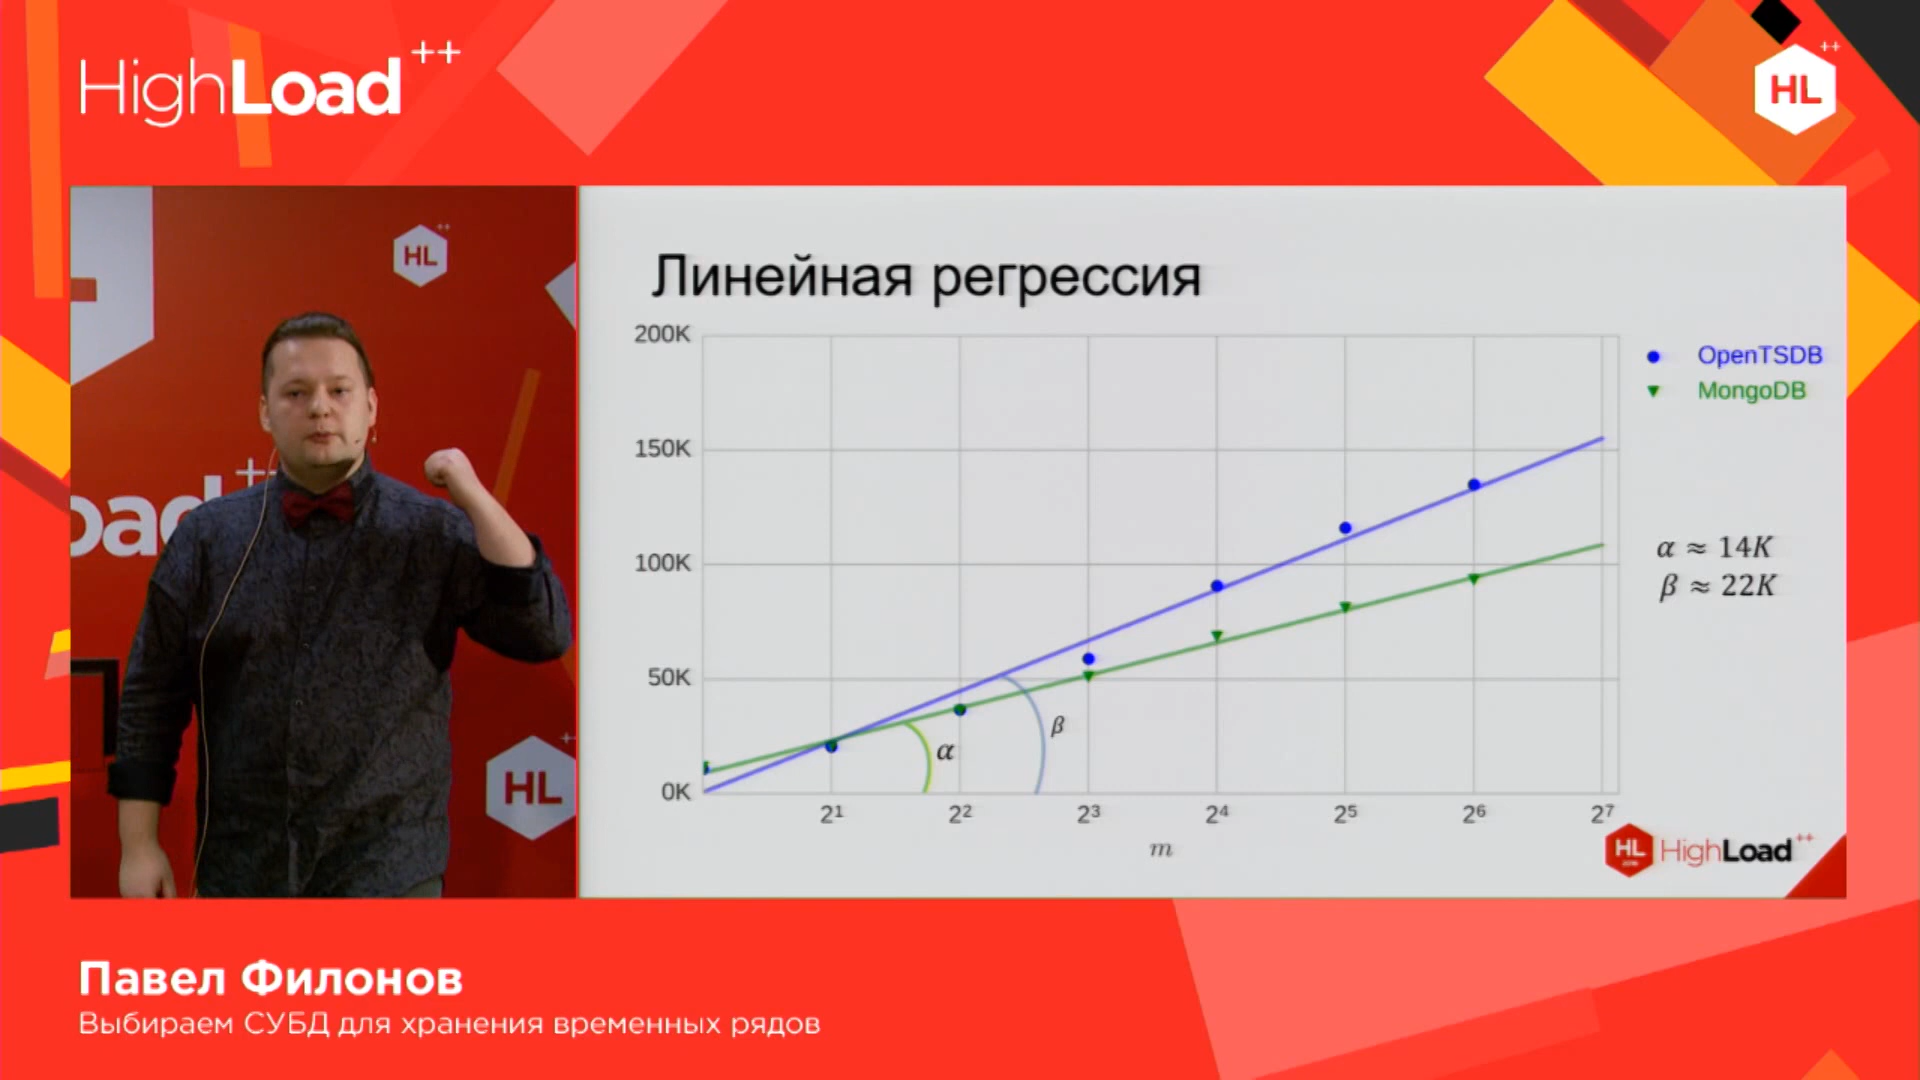 HighLoad++
HL++
HL++
oad++
HL+
Линейная регрессия
200K
150K
100K
50K
0K
OpenTSDB
MongoDB
α ≈ 14K
β ≈ 22K
α
β
2¹ 2² 2³ 2⁴ 2⁵ 2⁶ 2⁷
m
HL HighLoad++
Павел Филонов
Выбираем СУБД для хранения временных рядов